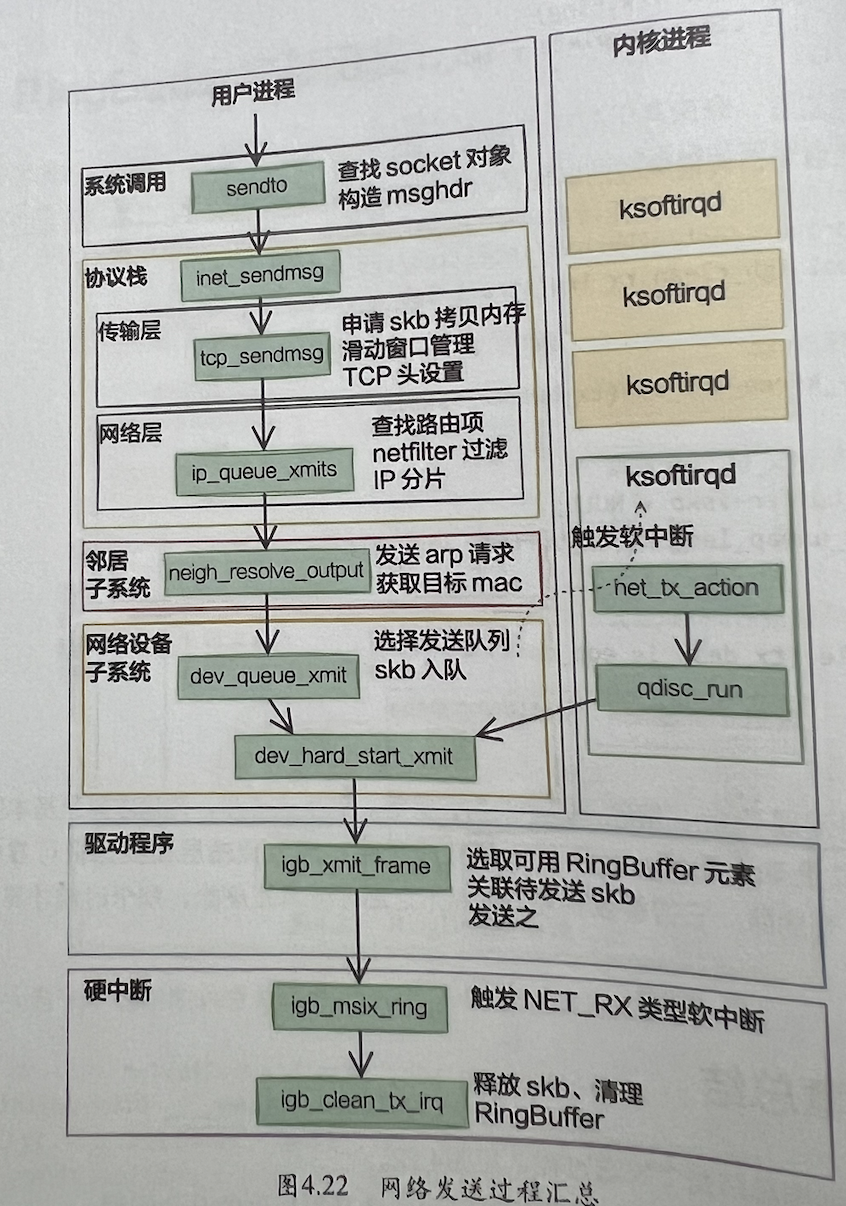 内核进程
用户进程
系统调用
sendto
查找 socket 对象
构造 msghdr
ksoftirqd
ksoftirqd
ksoftirqd
协议栈
inet_sendmsg
传输层
tcp_sendmsg
申请 skb 拷贝内存
滑动窗口管理
TCP 头设置
网络层
ip_queue_xmits
查找路由项
netfilter 过滤
IP 分片
邻居
子系统
neigh_resolve_output
发送 arp 请求
获取目标 mac
ksoftirqd
触发软中断
net_tx_action
qdisc_run
网络设备
子系统
dev_queue_xmit
选择发送队列
skb 入队
dev_hard_start_xmit
驱动程序
igb_xmit_frame
选取可用 RingBuffer 元素
关联待发送 skb
发送之
硬中断
igb_msix_ring
触发 NET_RX 类型软中断
igb_clean_tx_irq
释放 skb、清理
RingBuffer
图4.22 网络发送过程汇总